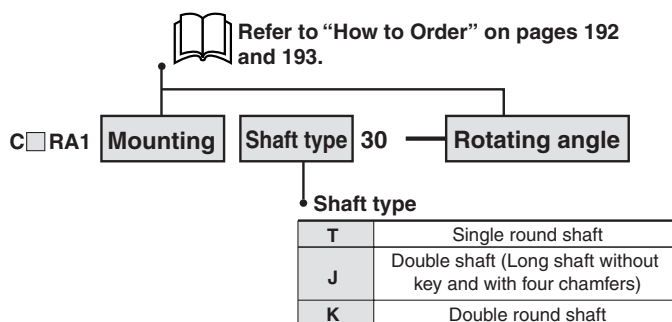 Refer to “How to Order” on pages 192
and 193.
C□RA1 Mounting Shaft type 30 — Rotating angle
Shaft type
T Single round shaft
J Double shaft (Long shaft without
key and with four chamfers)
K Double round shaft